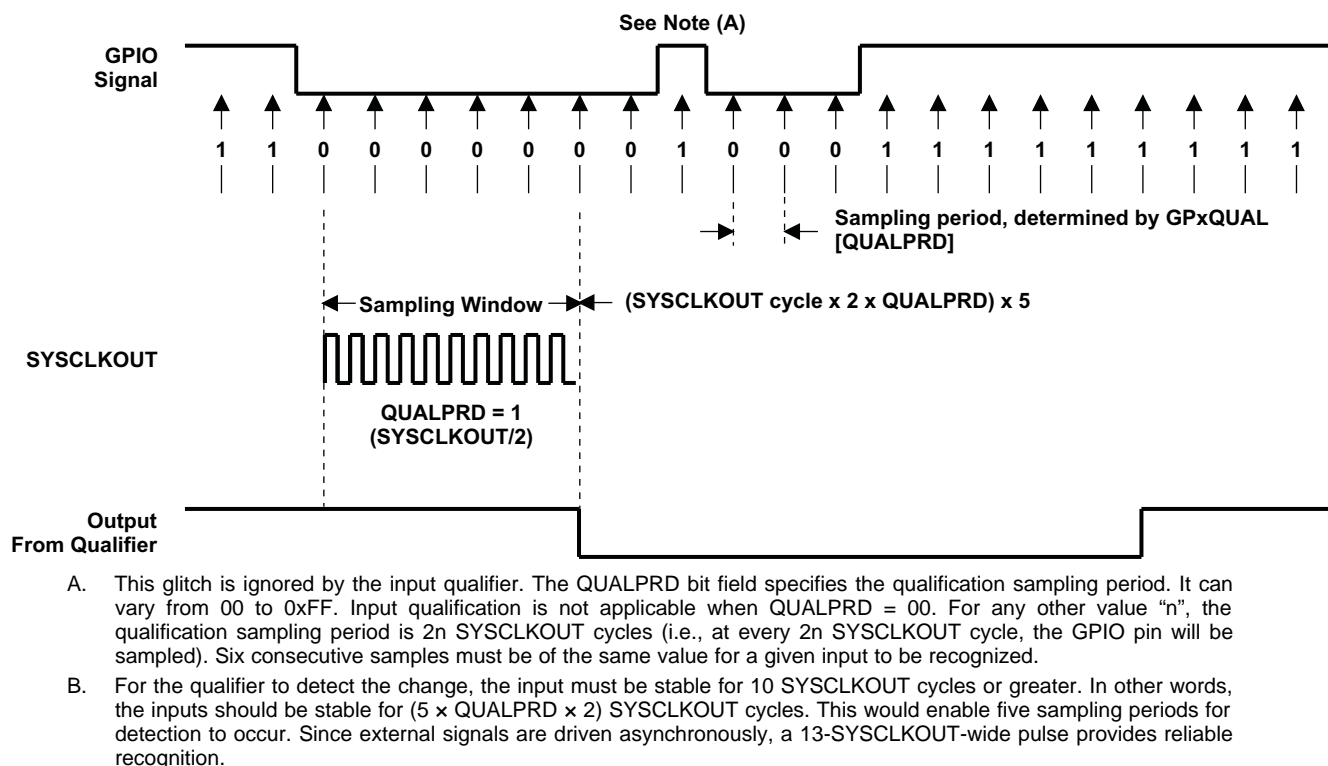 See Note (A)
GPIO
Signal
1 1 0 0 0 0 0 0 0 1 0 0 0 1 1 1 1 1 1 1 1 1
Sampling period, determined by GPxQUAL
[QUALPRD]
Sampling Window
(SYSCLKOUT cycle x 2 x QUALPRD) x 5
SYSCLKOUT
QUALPRD = 1
(SYSCLKOUT/2)
Output
From Qualifier
A. This glitch is ignored by the input qualifier. The QUALPRD bit field specifies the qualification sampling period. It can
vary from 00 to 0xFF. Input qualification is not applicable when QUALPRD = 00. For any other value “n”, the
qualification sampling period is 2n SYSCLKOUT cycles (i.e., at every 2n SYSCLKOUT cycle, the GPIO pin will be
sampled). Six consecutive samples must be of the same value for a given input to be recognized.
B. For the qualifier to detect the change, the input must be stable for 10 SYSCLKOUT cycles or greater. In other words,
the inputs should be stable for (5 × QUALPRD × 2) SYSCLKOUT cycles. This would enable five sampling periods for
detection to occur. Since external signals are driven asynchronously, a 13-SYSCLKOUT-wide pulse provides reliable
recognition.